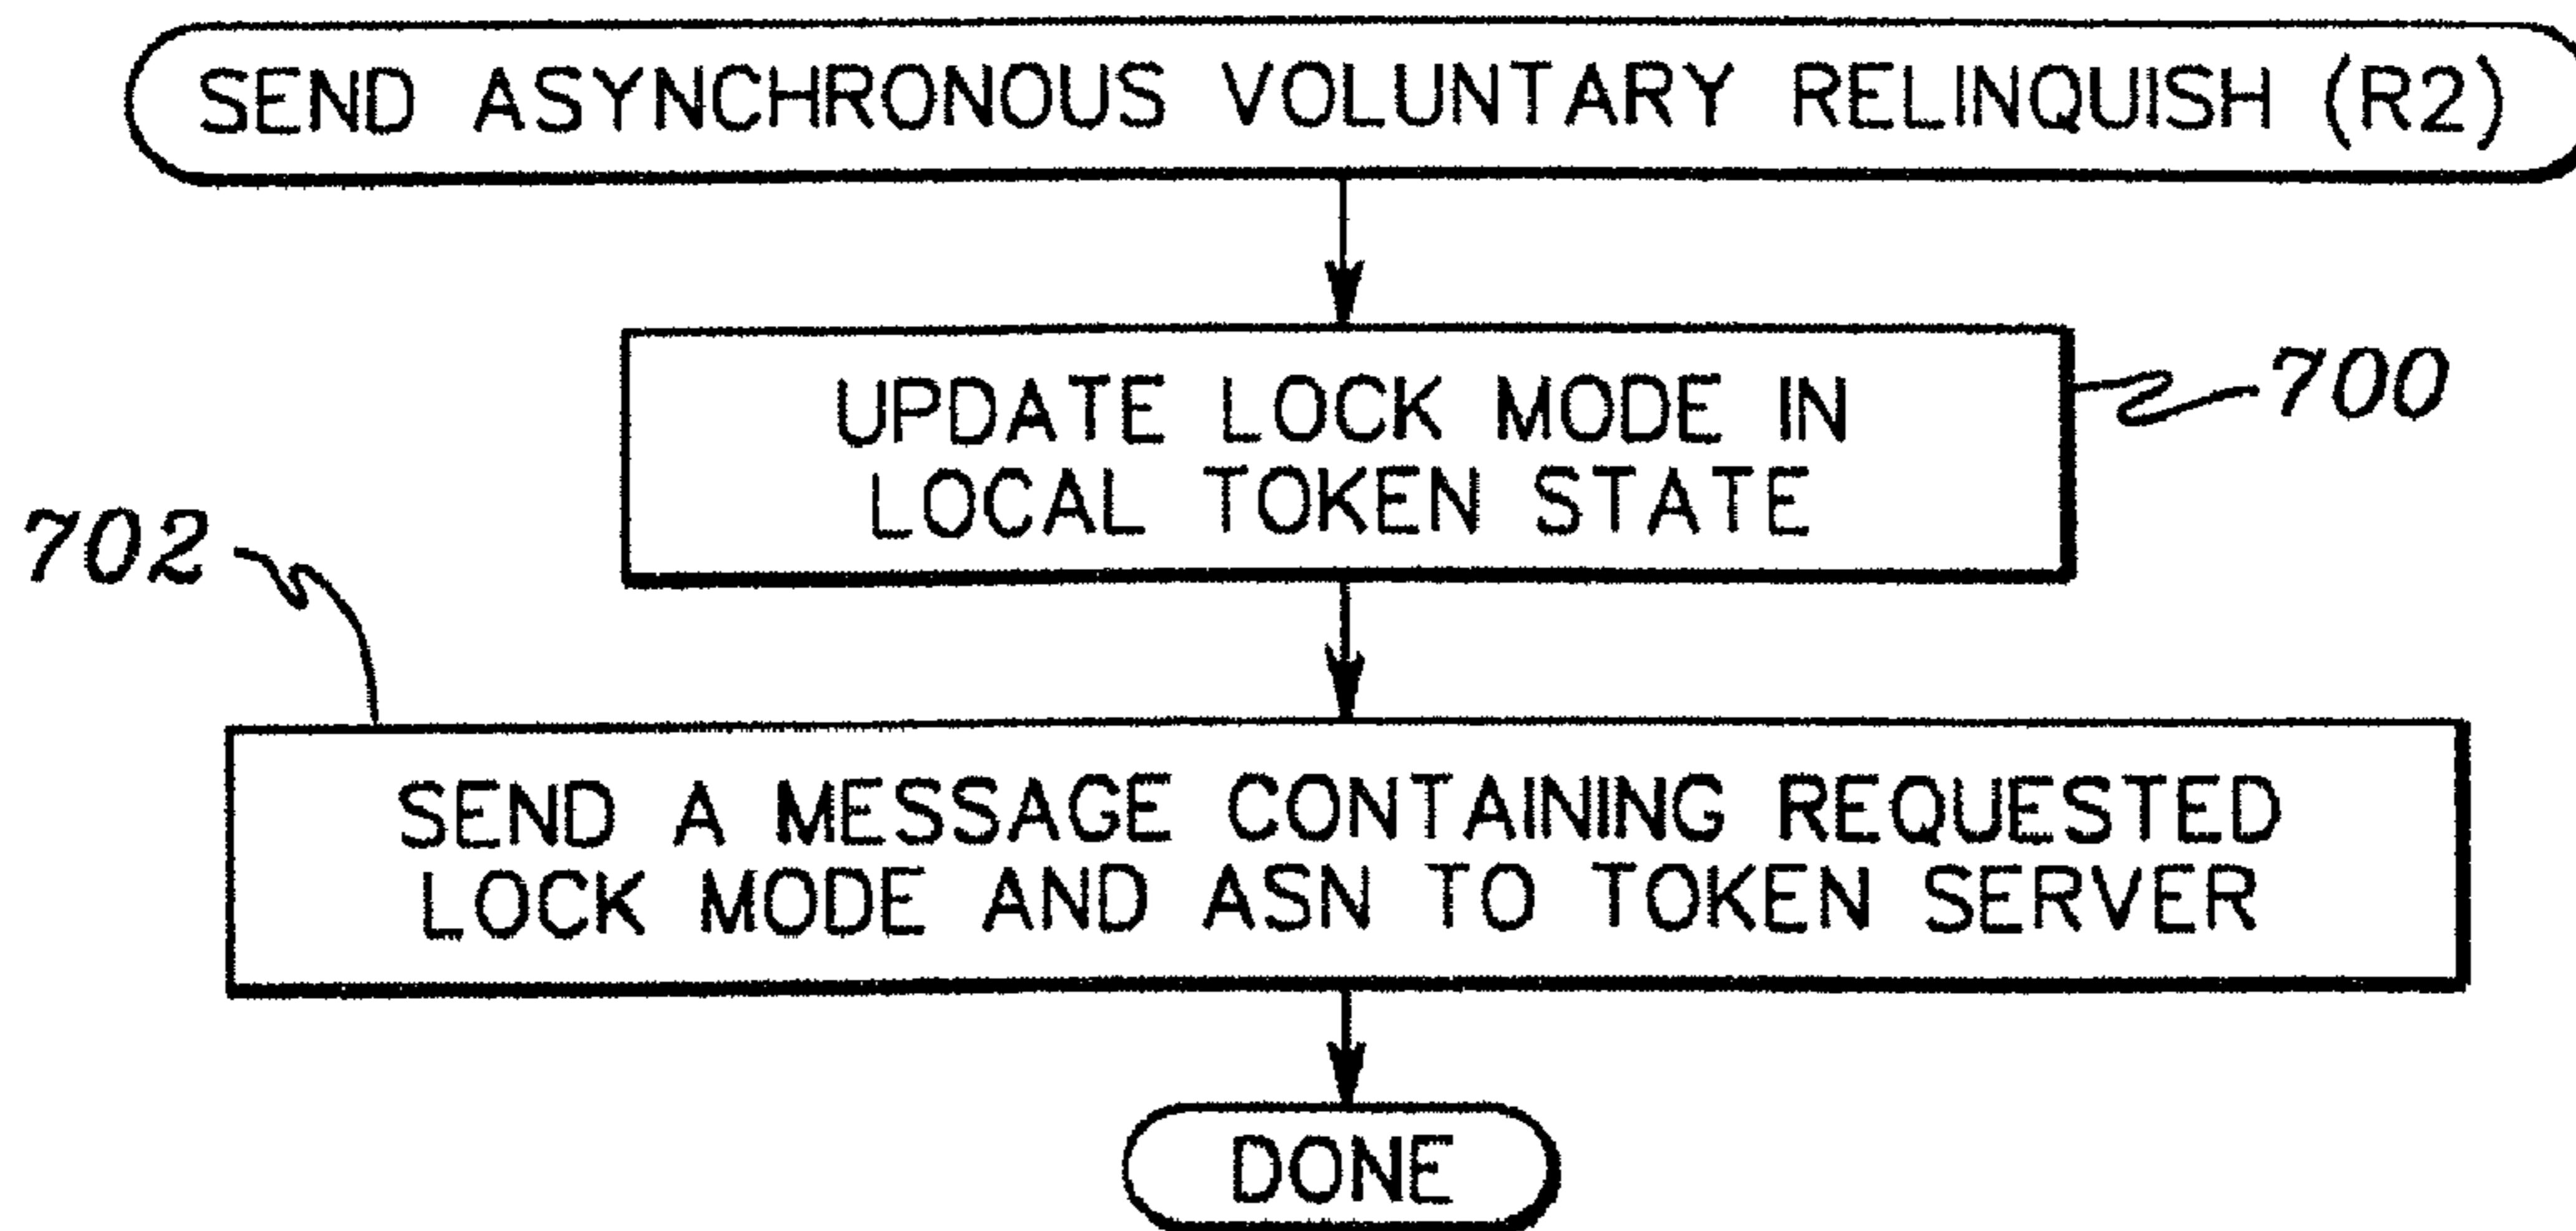 SEND ASYNCHRONOUS VOLUNTARY RELINQUISH (R2)
UPDATE LOCK MODE IN
LOCAL TOKEN STATE
700
702
SEND A MESSAGE CONTAINING REQUESTED
LOCK MODE AND ASN TO TOKEN SERVER
DONE